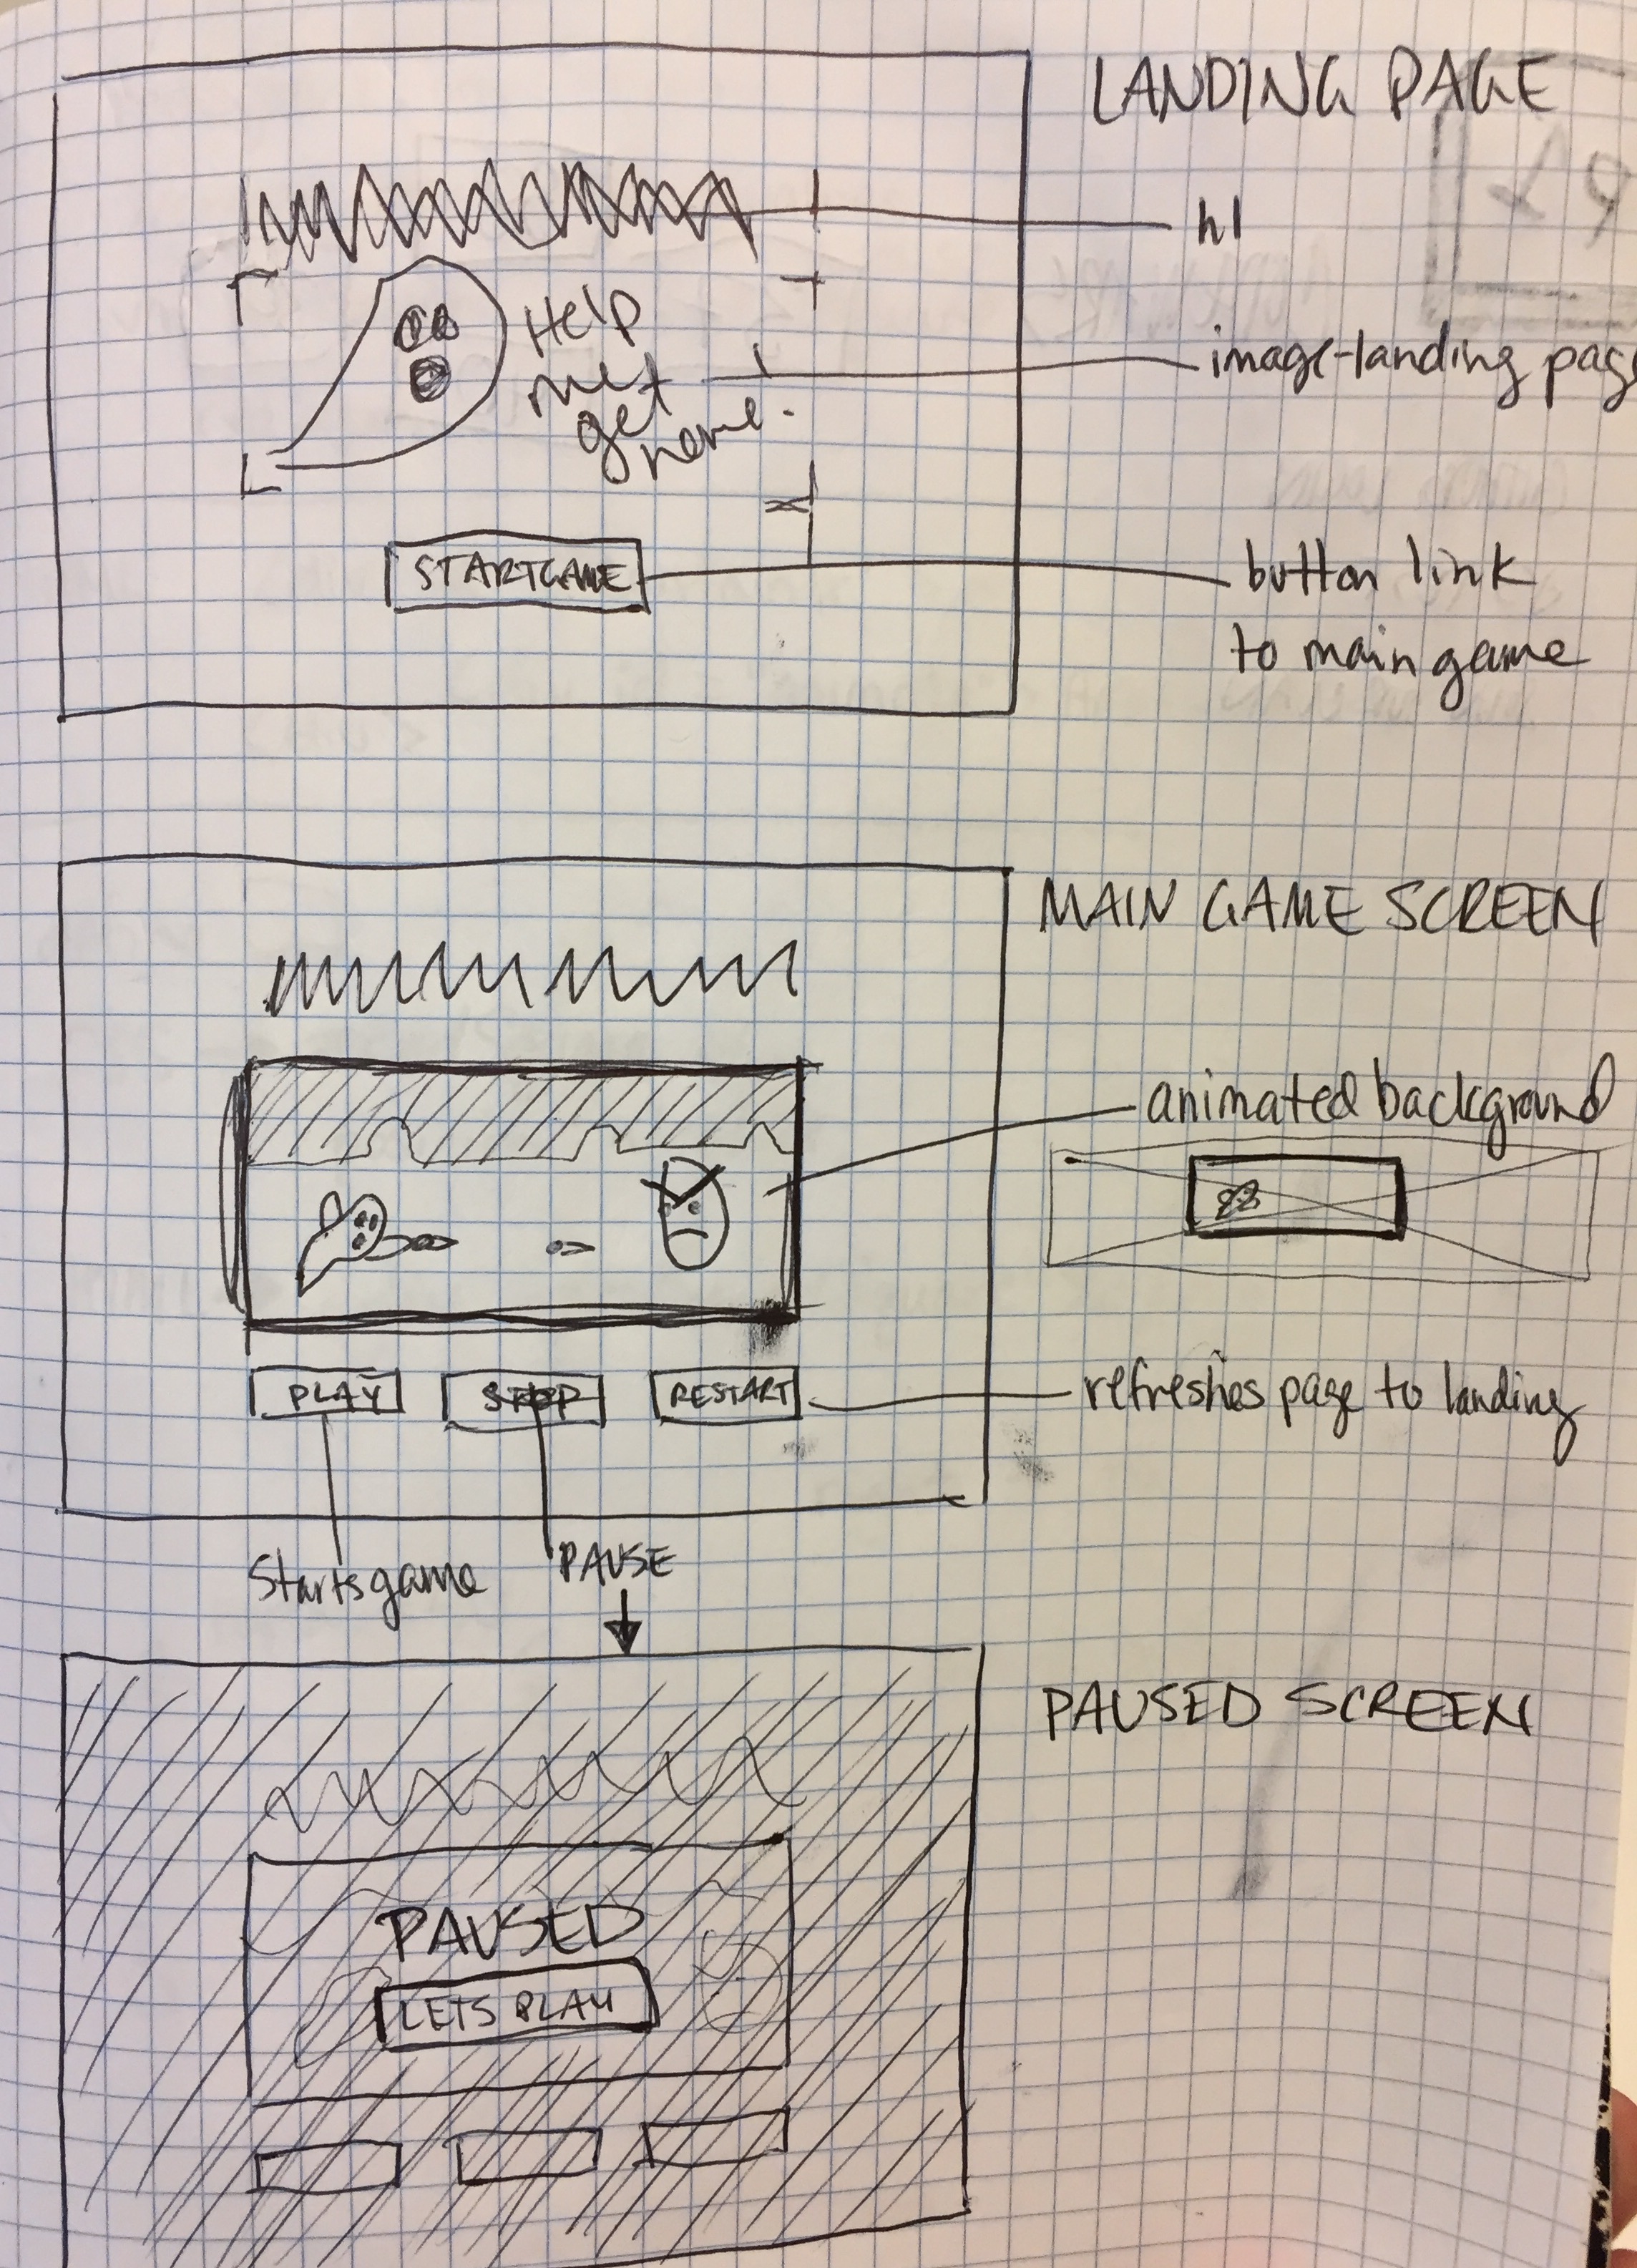 LANDING PAGE
h1
Help
me
get
home.
image-landing page
STARTGAME
button link
to main game
MAIN GAME SCREEN
animated background
PLAY
STOP
RESTART
refreshes page to landing
Starts game
PAUSE
PAUSED SCREEN
PAUSED
LETS PLAY